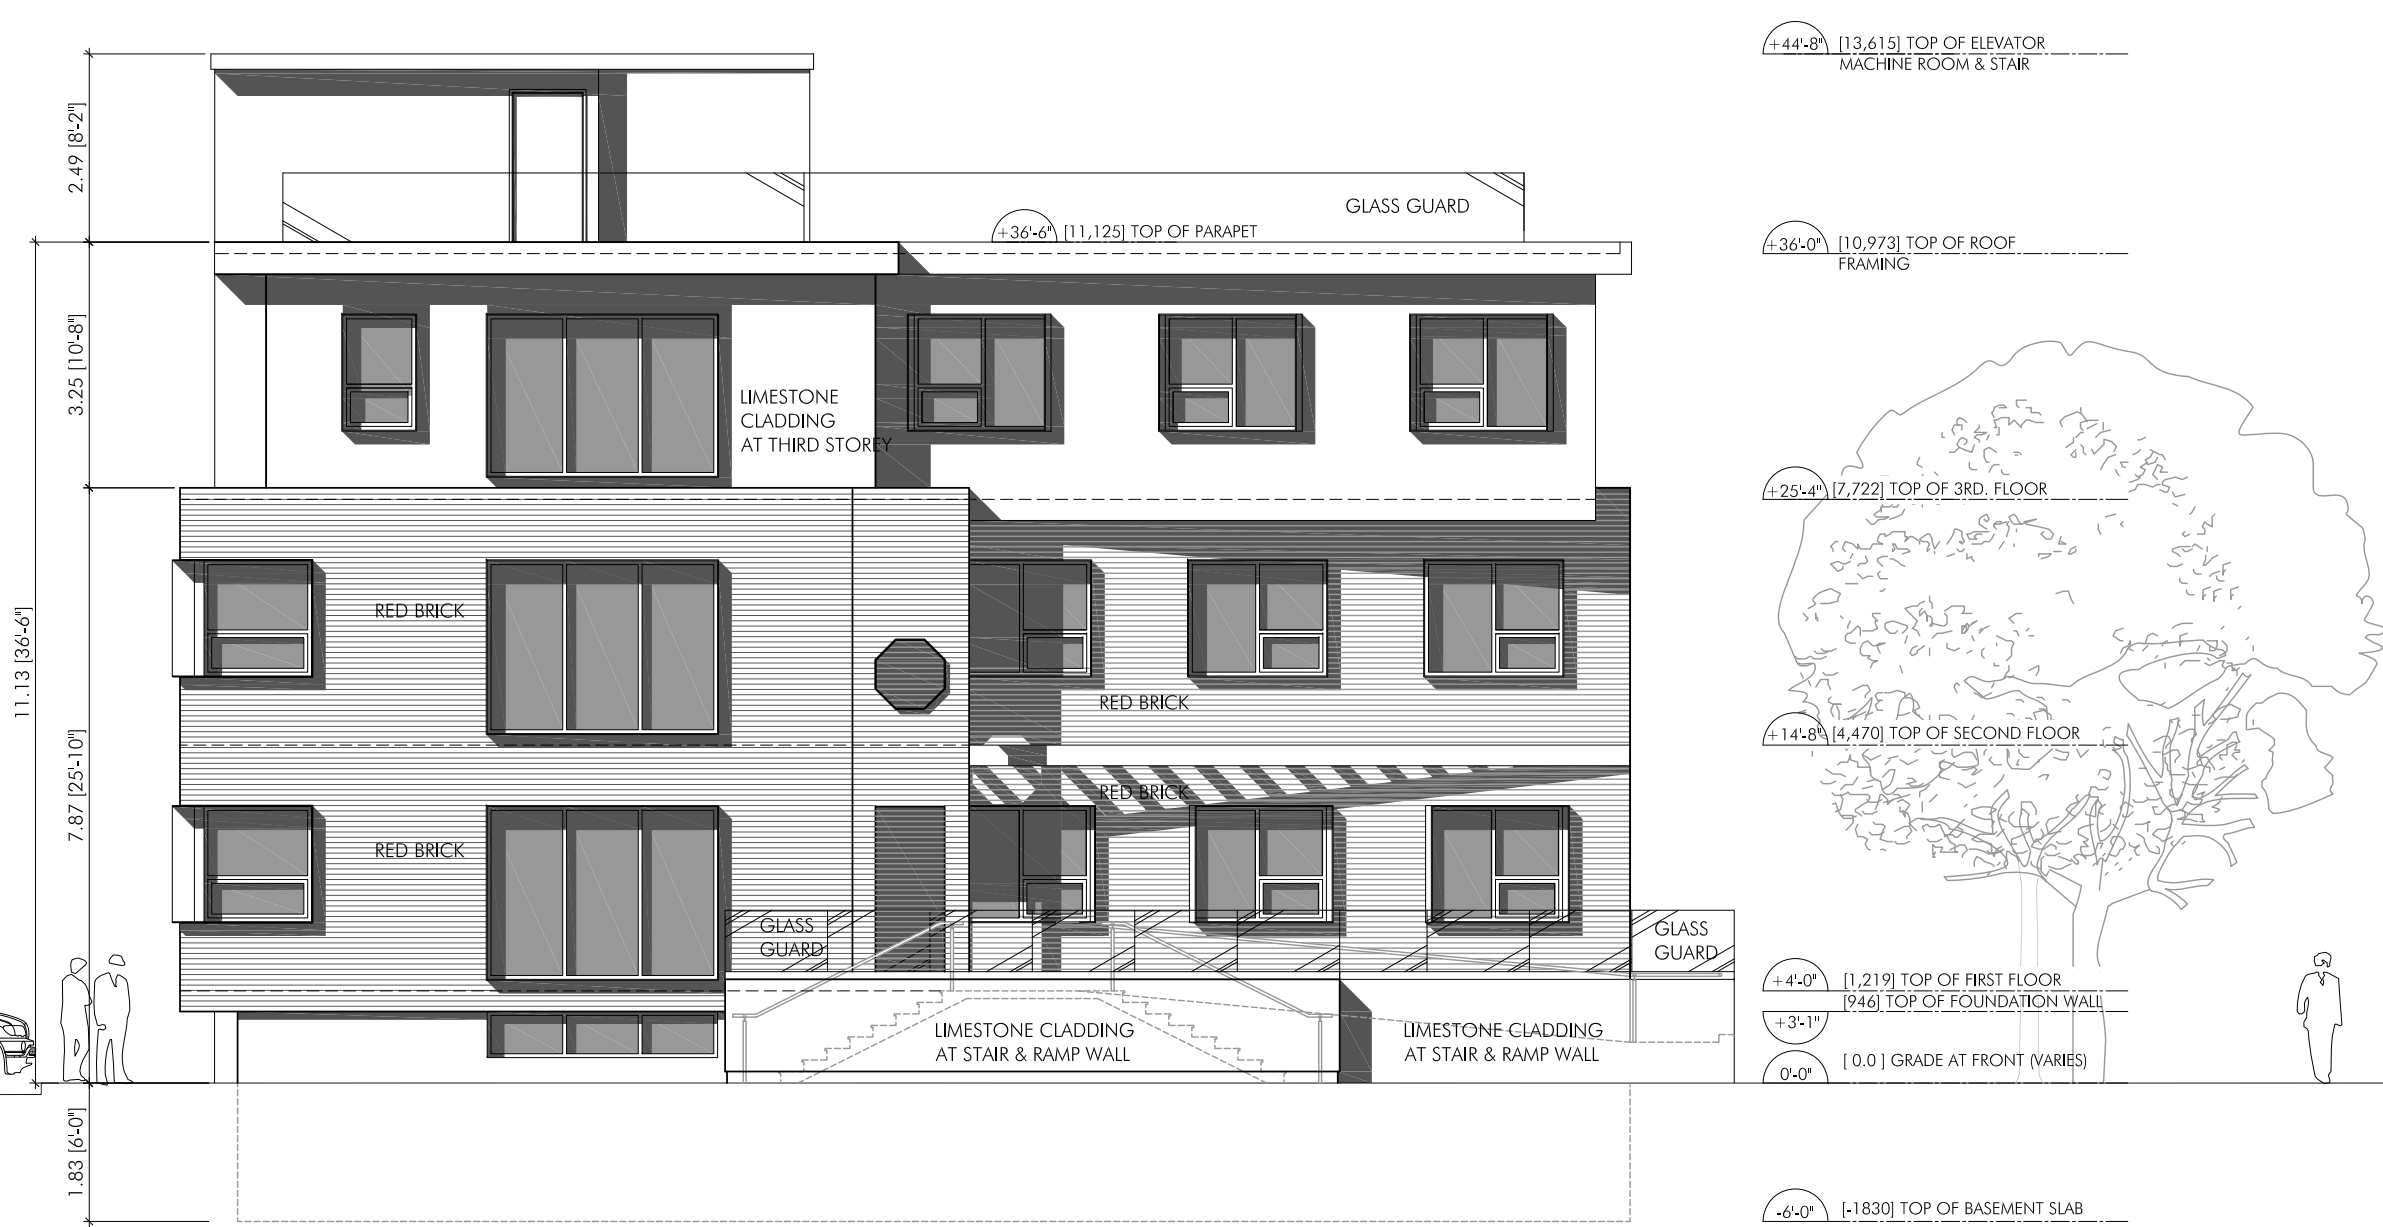 +44'-8" [13,615] TOP OF ELEVATOR
MACHINE ROOM & STAIR
2.49 [8'-2"]
GLASS GUARD
+36'-6" [11,125] TOP OF PARAPET
+36'-0" [10,973] TOP OF ROOF
FRAMING
3.25 [10'-8"]
LIMESTONE
CLADDING
AT THIRD STOREY
+25'-4" [7,722] TOP OF 3RD. FLOOR
11.13 [36'-6"]
RED BRICK
RED BRICK
+14'-8" [4,470] TOP OF SECOND FLOOR
7.87 [25'-10"]
RED BRICK
RED BRICK
GLASS
GUARD
GLASS
GUARD
+4'-0" [1,219] TOP OF FIRST FLOOR
[946] TOP OF FOUNDATION WALL
+3'-1"
LIMESTONE CLADDING
AT STAIR & RAMP WALL
LIMESTONE CLADDING
AT STAIR & RAMP WALL
0'-0" [ 0.0 ] GRADE AT FRONT (VARIES)
1.83 [6'-0"]
-6'-0" [-1830] TOP OF BASEMENT SLAB